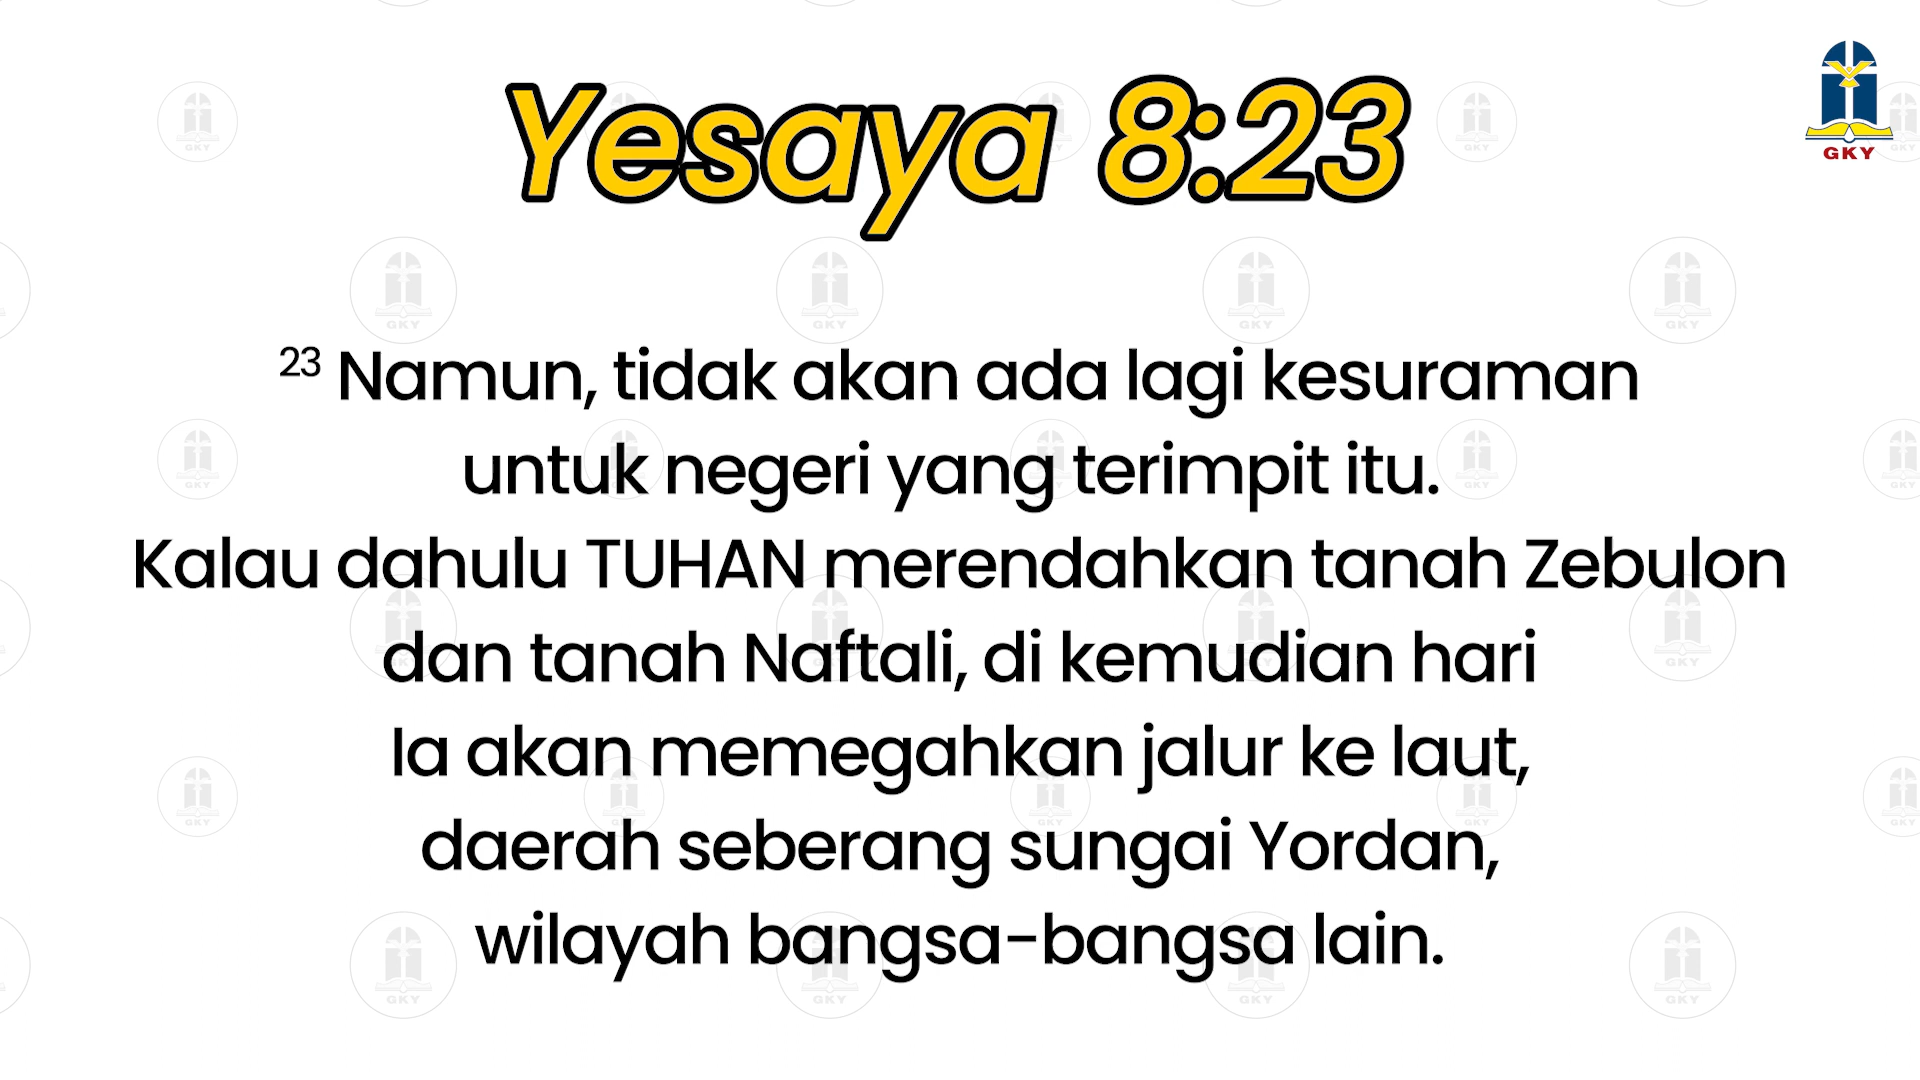 Yesaya 8:23
GKY
23 Namun, tidak akan ada lagi kesuraman
untuk negeri yang terimpit itu.
Kalau dahulu TUHAN merendahkan tanah Zebulon
dan tanah Naftali, di kemudian hari
Ia akan memegahkan jalur ke laut,
daerah seberang sungai Yordan,
wilayah bangsa-bangsa lain.